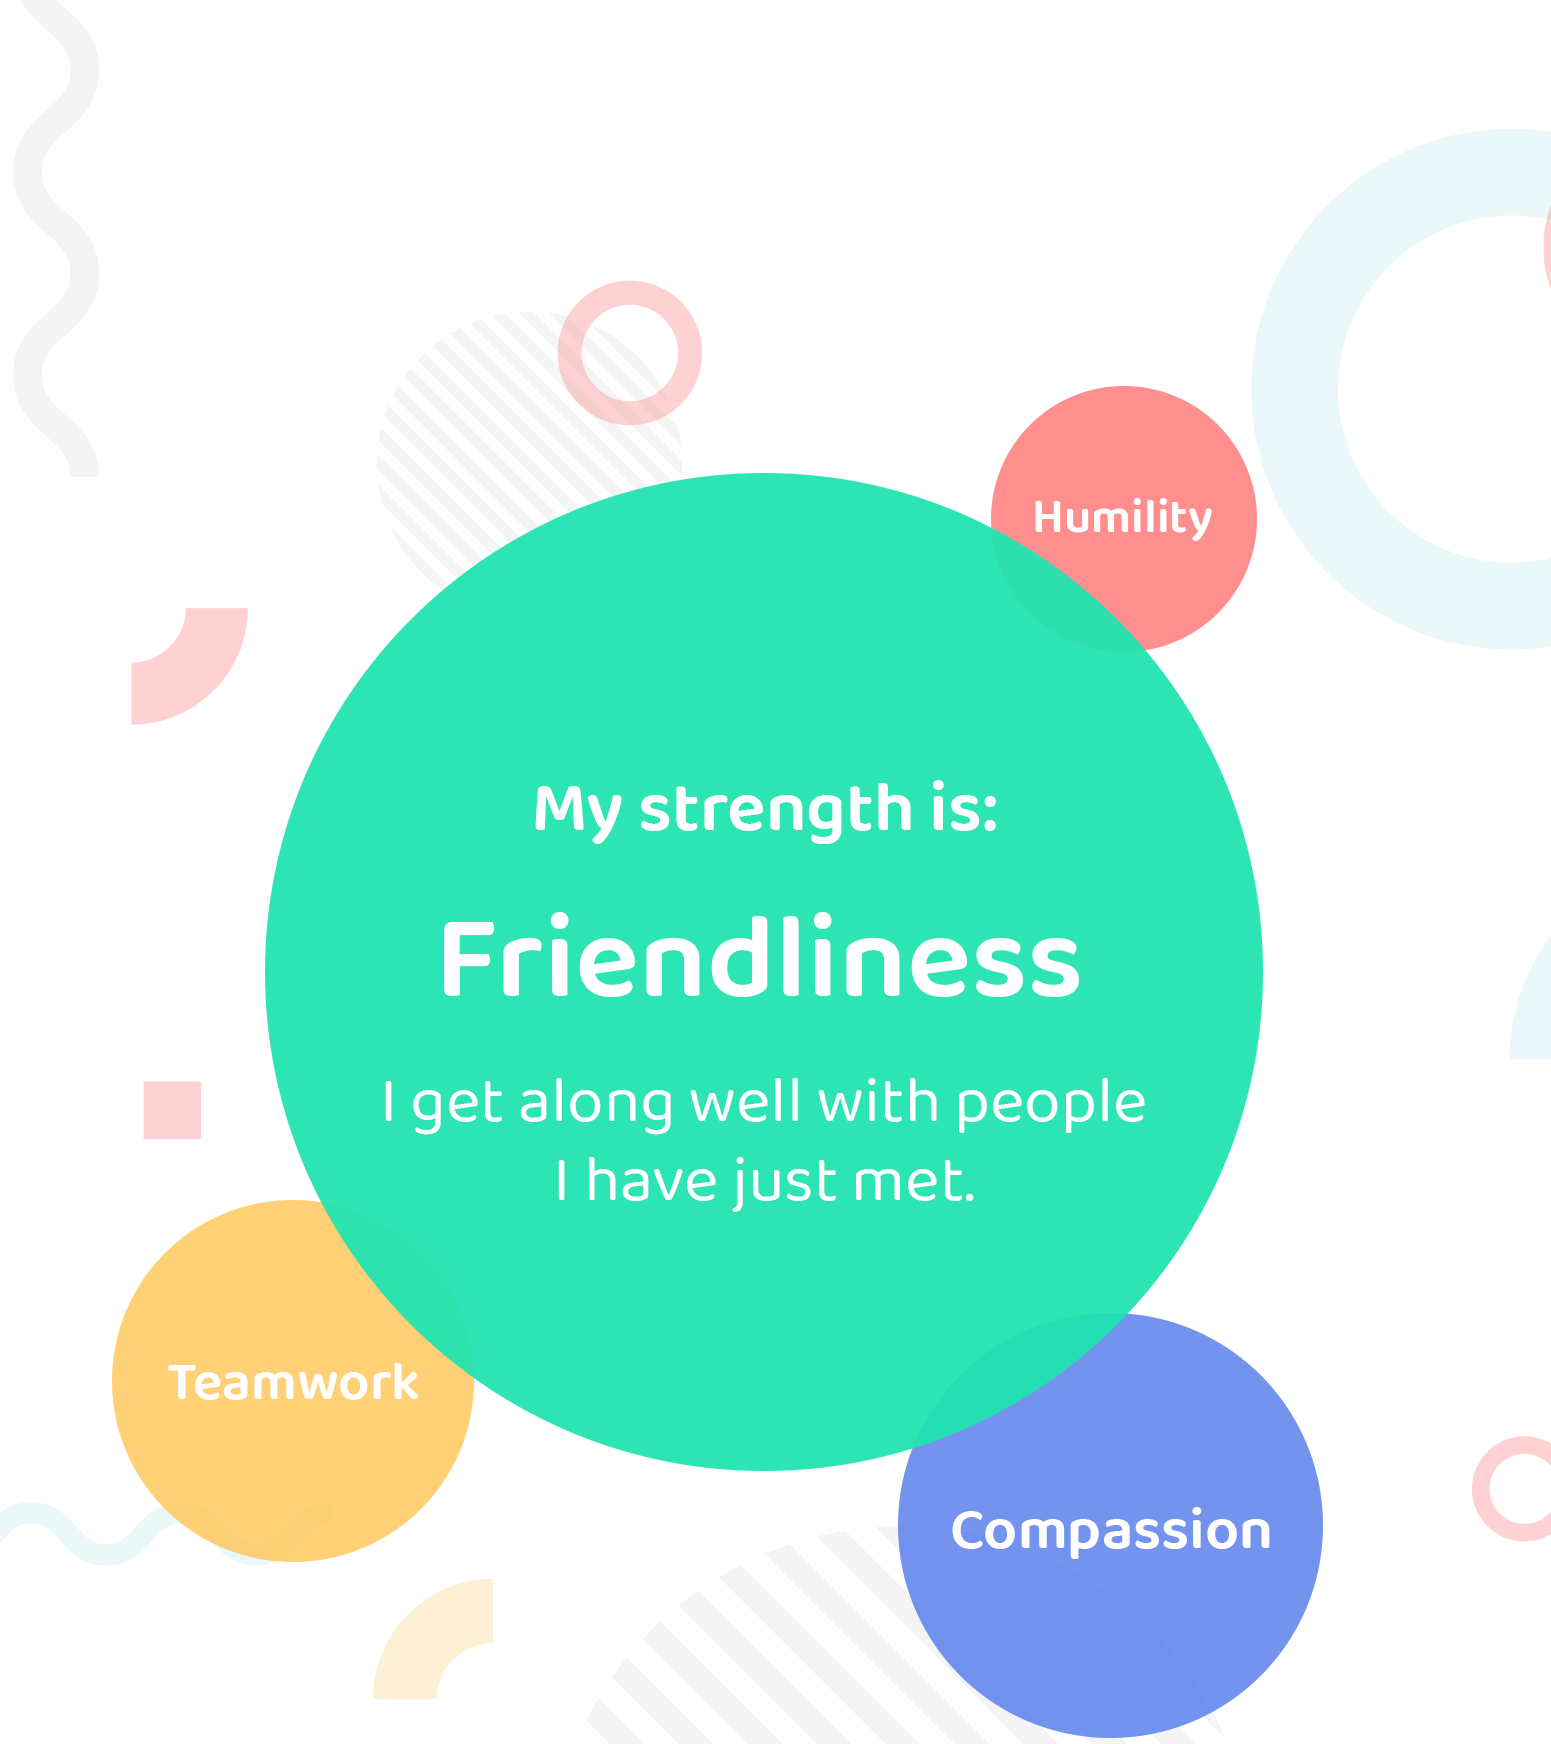 Humility
My strength is:
Friendliness
I get along well with people
I have just met.
Teamwork
Compassion